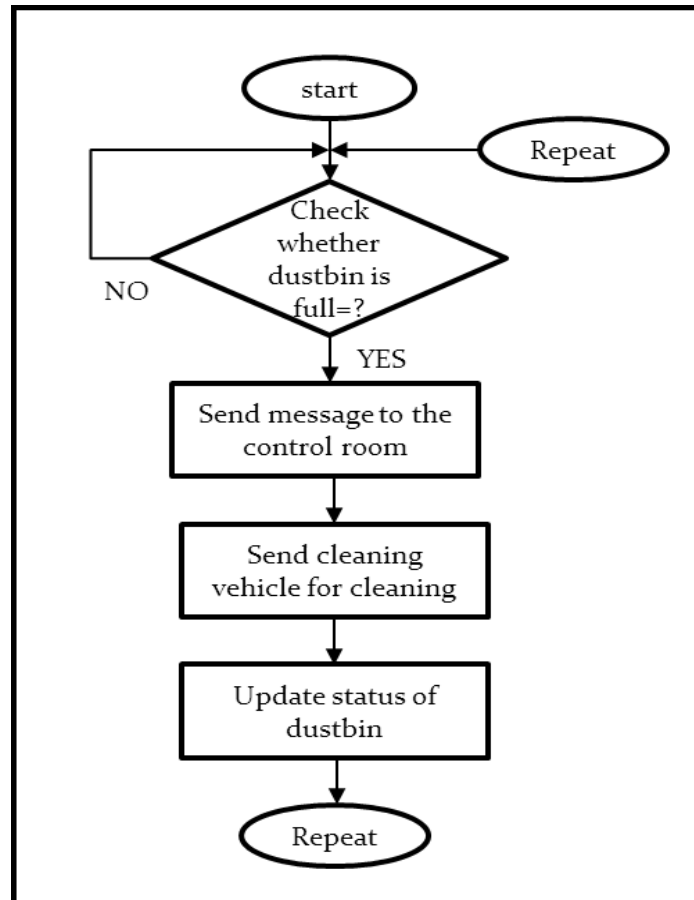 start
Repeat
Check
whether
dustbin is
full=?
NO
YES
Send message to the
control room
Send cleaning
vehicle for cleaning
Update status of
dustbin
Repeat